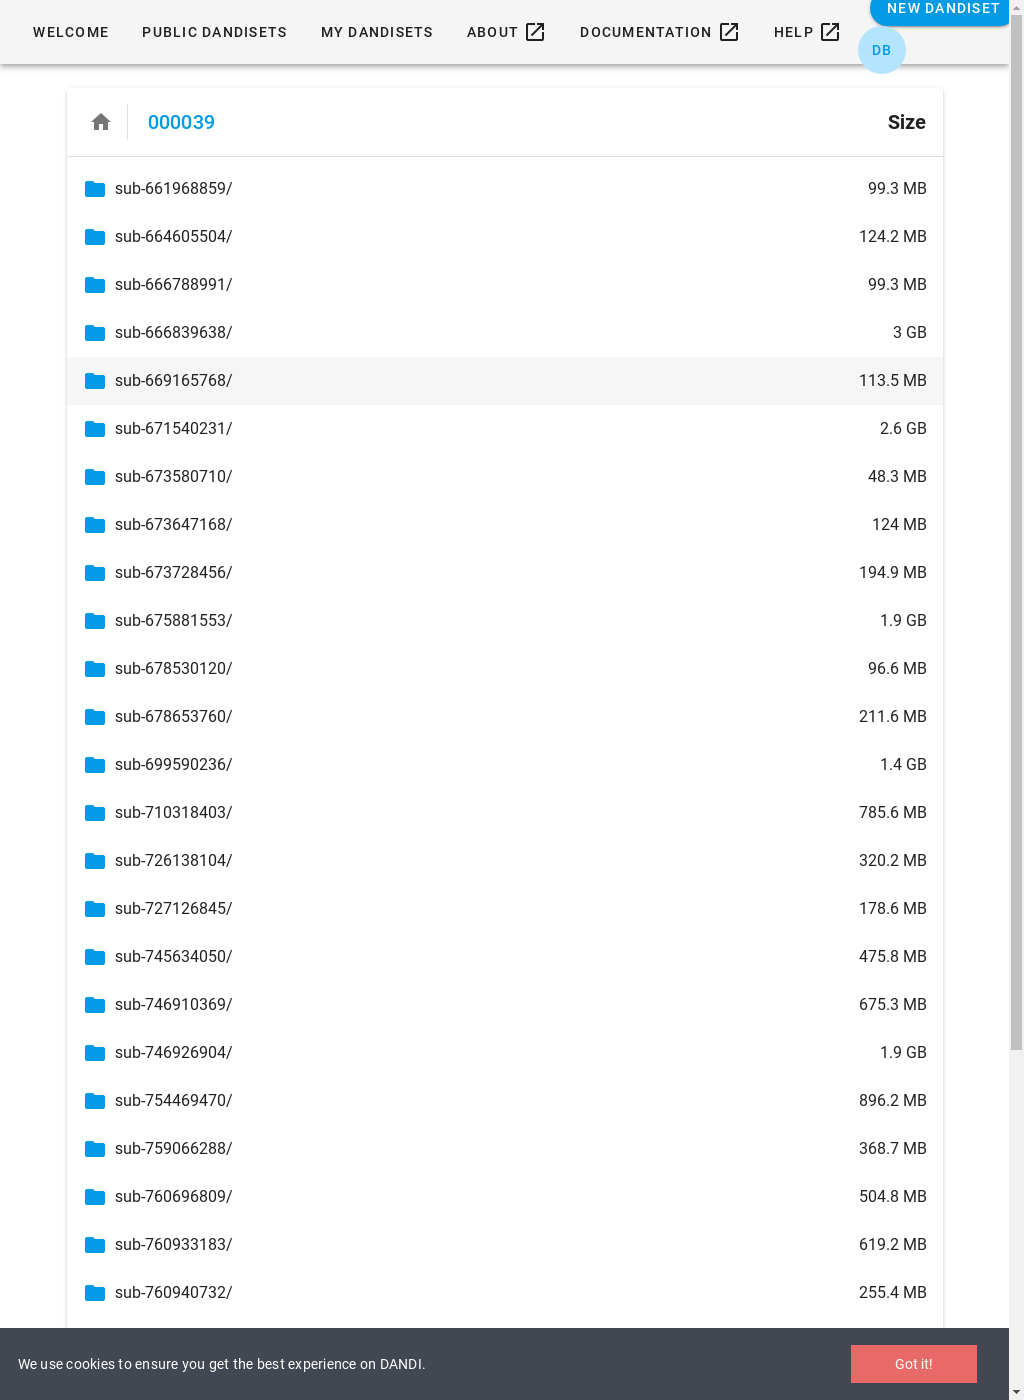 WELCOME PUBLIC DANDISETS MY DANDISETS ABOUT DOCUMENTATION HELP NEW DANDISET
DB
000039 Size
sub-661968859/ 99.3 MB
sub-664605504/ 124.2 MB
sub-666788991/ 99.3 MB
sub-666839638/ 3 GB
sub-669165768/ 113.5 MB
sub-671540231/ 2.6 GB
sub-673580710/ 48.3 MB
sub-673647168/ 124 MB
sub-673728456/ 194.9 MB
sub-675881553/ 1.9 GB
sub-678530120/ 96.6 MB
sub-678653760/ 211.6 MB
sub-699590236/ 1.4 GB
sub-710318403/ 785.6 MB
sub-726138104/ 320.2 MB
sub-727126845/ 178.6 MB
sub-745634050/ 475.8 MB
sub-746910369/ 675.3 MB
sub-746926904/ 1.9 GB
sub-754469470/ 896.2 MB
sub-759066288/ 368.7 MB
sub-760696809/ 504.8 MB
sub-760933183/ 619.2 MB
sub-760940732/ 255.4 MB
We use cookies to ensure you get the best experience on DANDI. Got it!